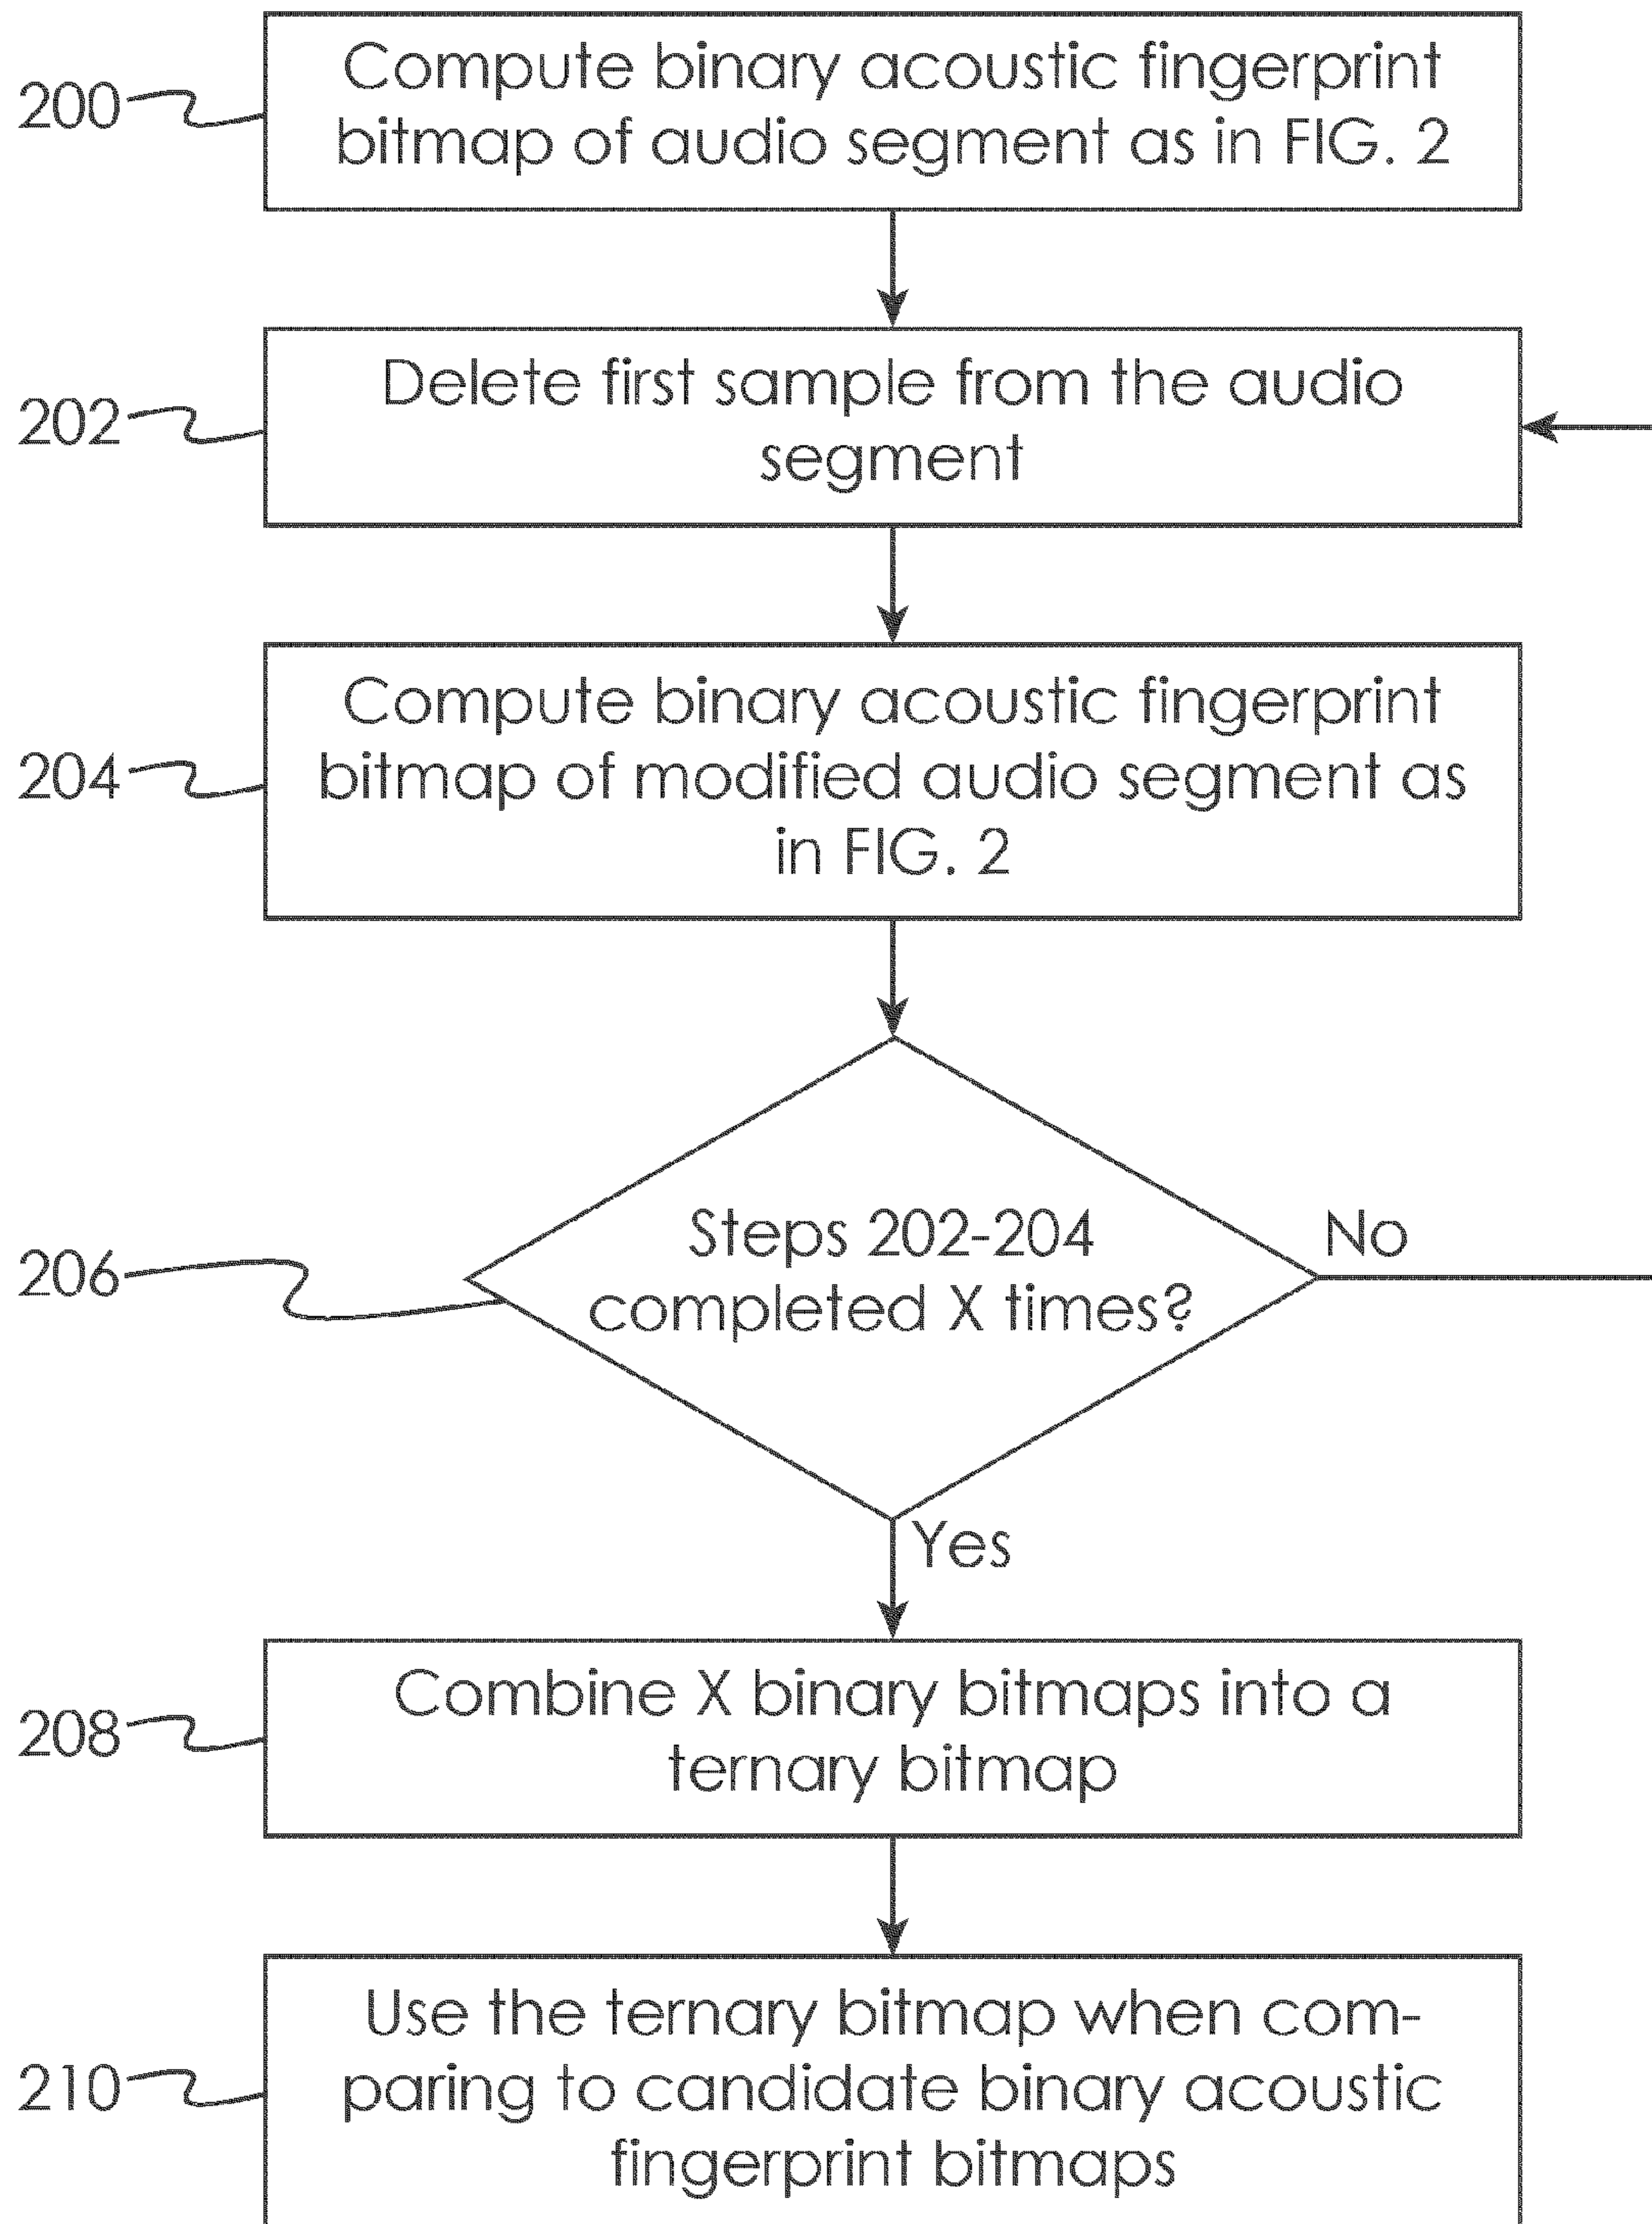 200
Compute binary acoustic fingerprint
bitmap of audio segment as in FIG. 2
202
Delete first sample from the audio
segment
204
Compute binary acoustic fingerprint
bitmap of modified audio segment as
in FIG. 2
206
Steps 202-204
completed X times?
No
Yes
208
Combine X binary bitmaps into a
ternary bitmap
210
Use the ternary bitmap when com-
paring to candidate binary acoustic
fingerprint bitmaps